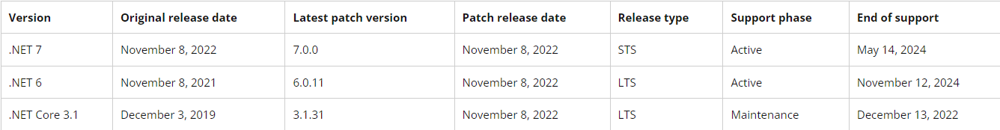 Version Original release date Latest patch version Patch release date Release type Support phase End of support
.NET 7 November 8, 2022 7.0.0 November 8, 2022 STS Active May 14, 2024
.NET 6 November 8, 2021 6.0.11 November 8, 2022 LTS Active November 12, 2024
.NET Core 3.1 December 3, 2019 3.1.31 November 8, 2022 LTS Maintenance December 13, 2022